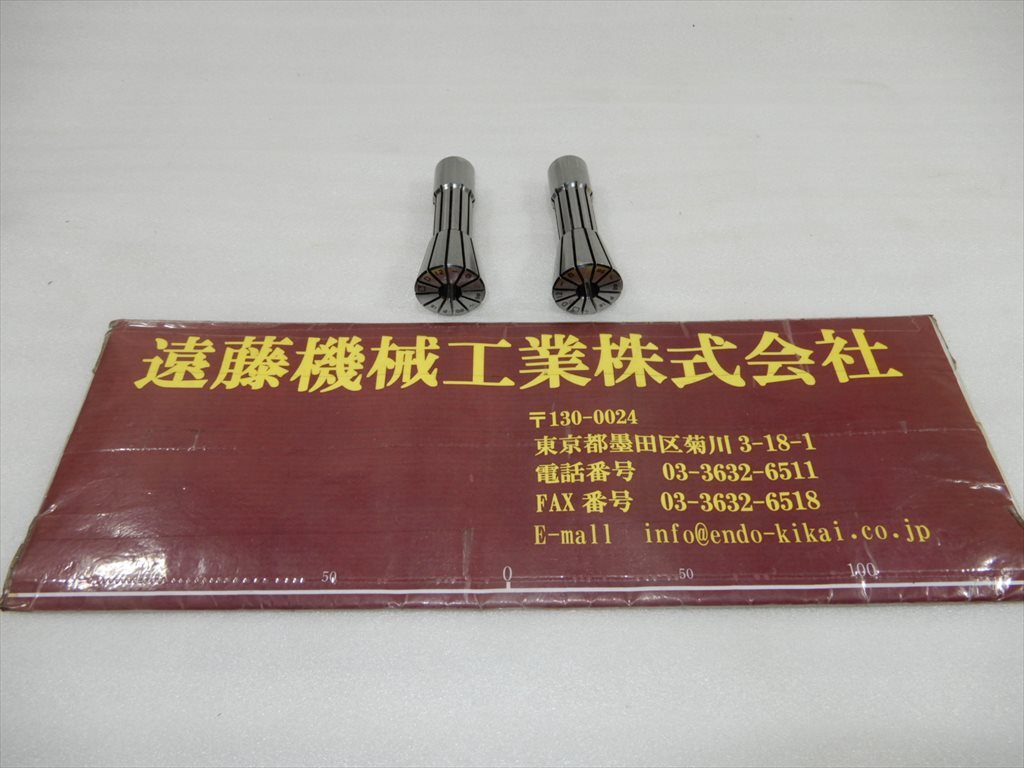 遠藤機械工業株式会社
〒130-0024
東京都墨田区菊川 3-18-1
電話番号 03-3632-6511
FAX 番号 03-3632-6518
E-mall info@endo-kikai.co.jp
50 0 50 100